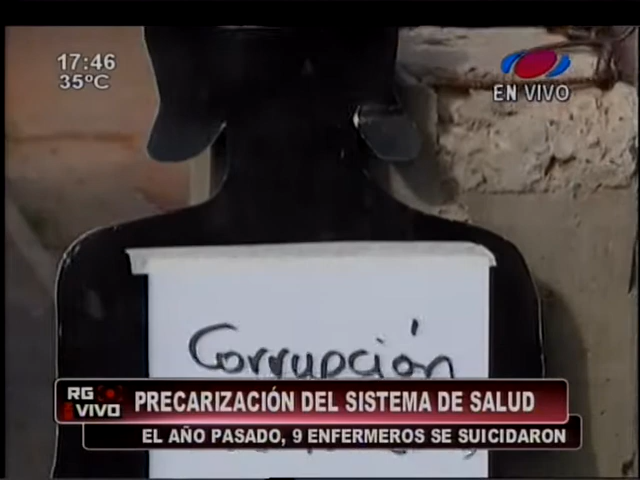 17:46
35ºC
EN VIVO
Corrupción
RG
VIVO
PRECARIZACIÓN DEL SISTEMA DE SALUD
EL AÑO PASADO, 9 ENFERMEROS SE SUICIDARON